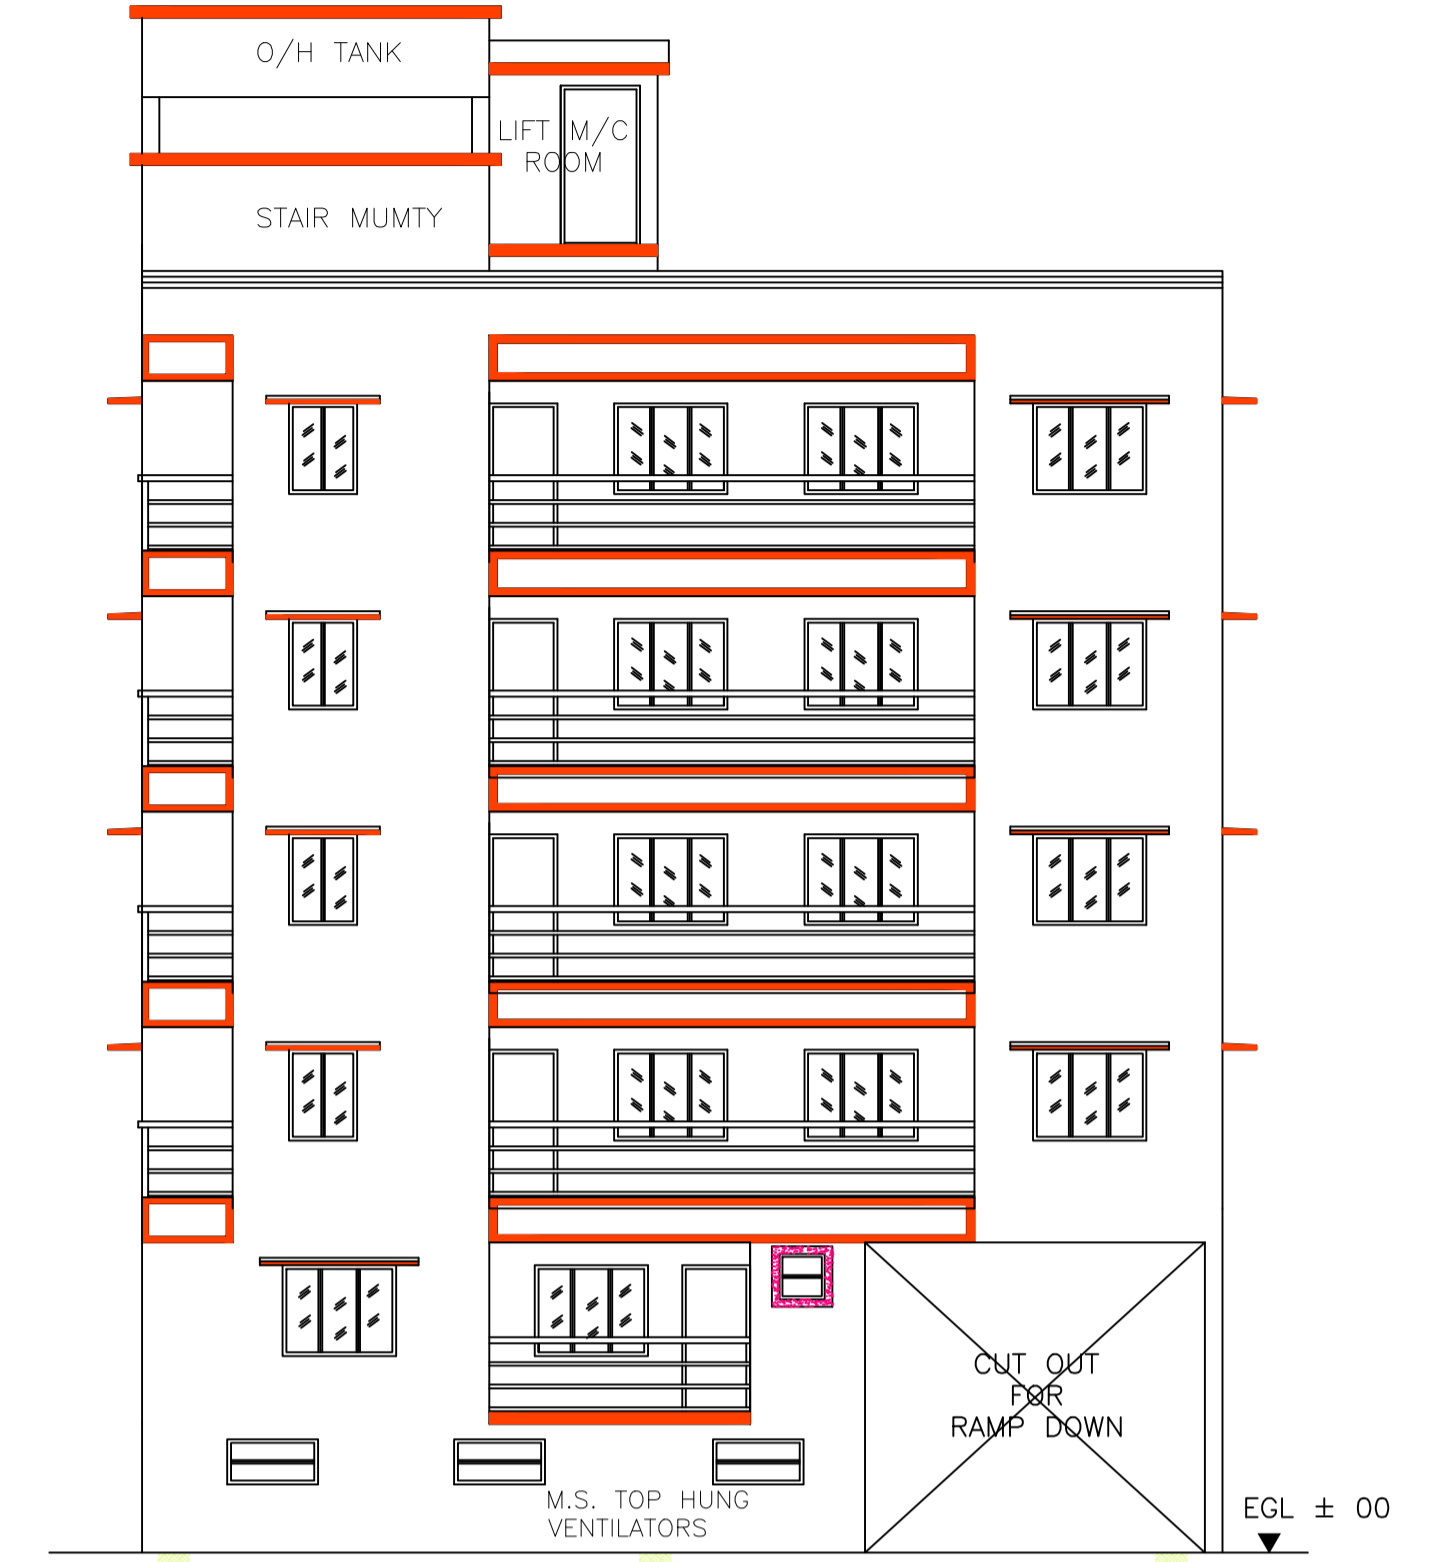 O/H TANK
LIFT M/C
ROOM
STAIR MUMTY
CUT OUT
FOR
RAMP DOWN
M.S. TOP HUNG
VENTILATORS
EGL ± 00